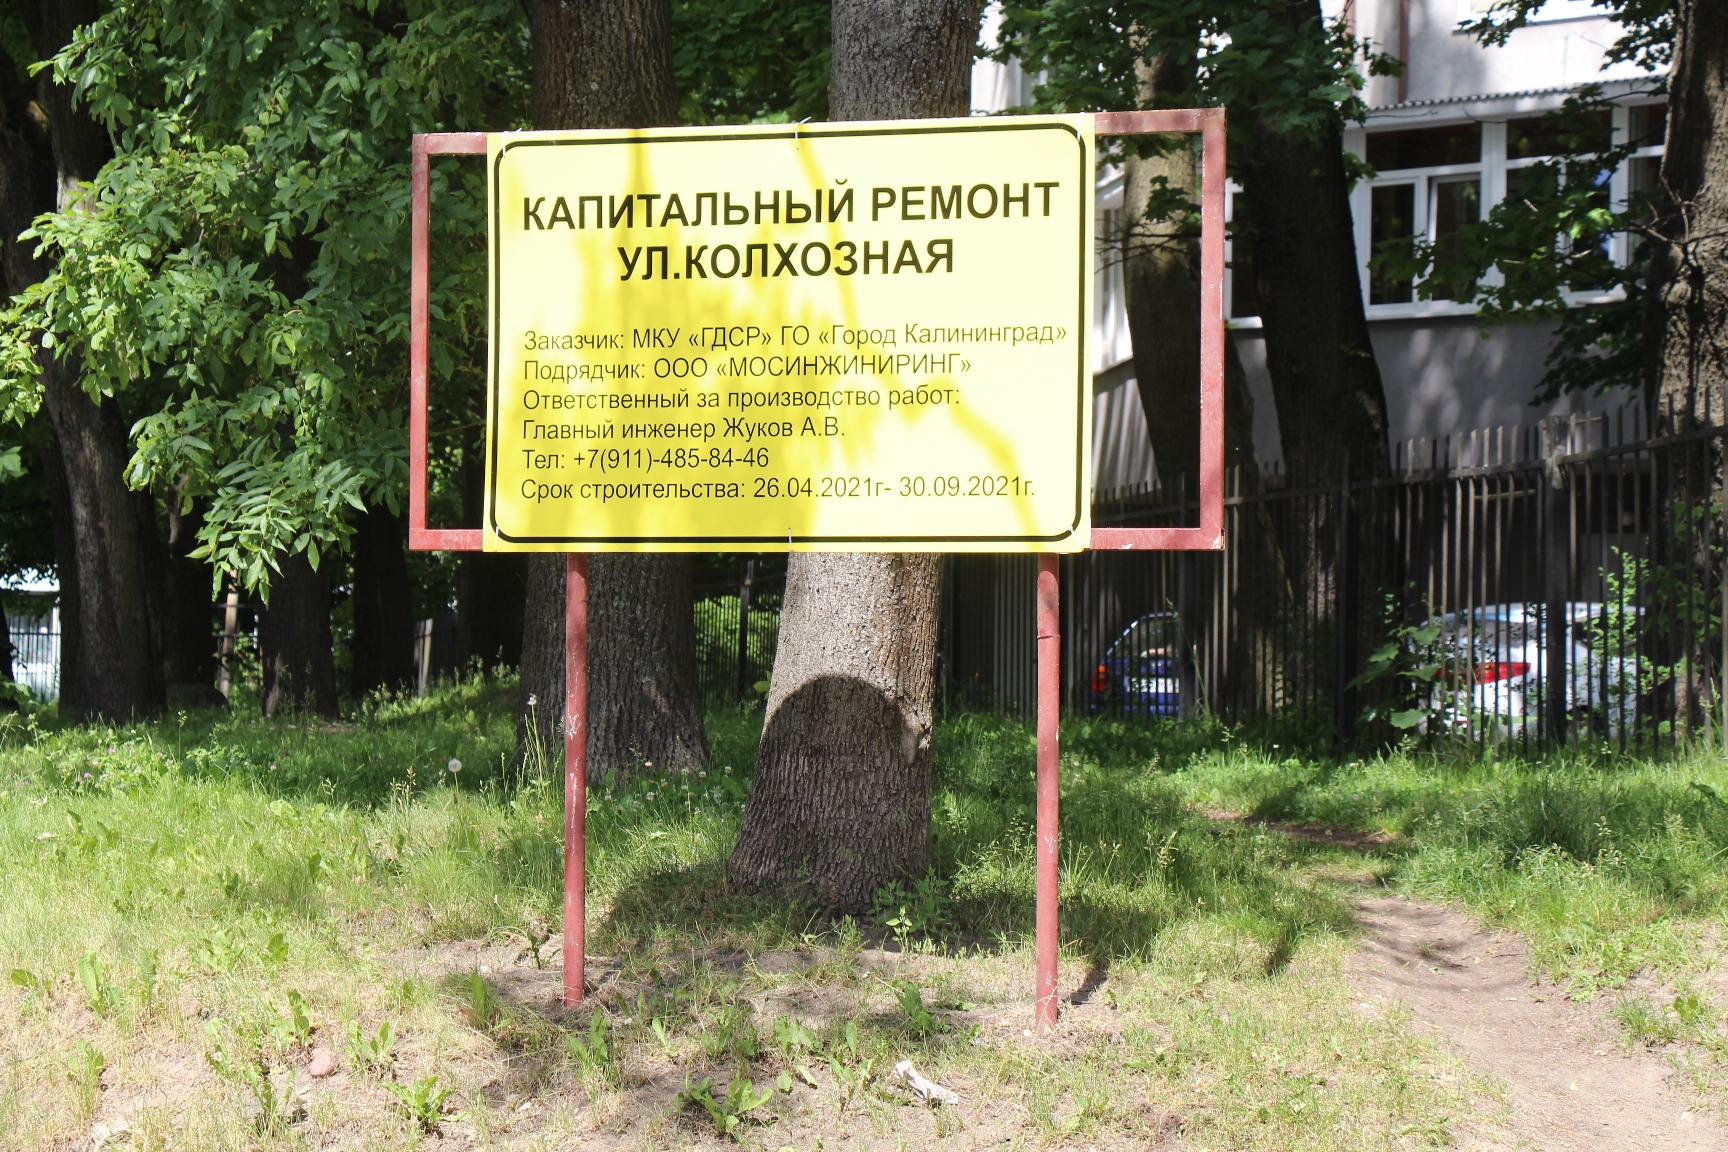 КАПИТАЛЬНЫЙ РЕМОНТ
УЛ.КОЛХОЗНАЯ
Заказчик: МКУ «ГДСР» ГО «Город Калининград»
Подрядчик: ООО «МОСИНЖИНИРИНГ»
Ответственный за производство работ:
Главный инженер Жуков А.В.
Тел: +7(911)-485-84-46
Срок строительства: 26.04.2021г- 30.09.2021г.